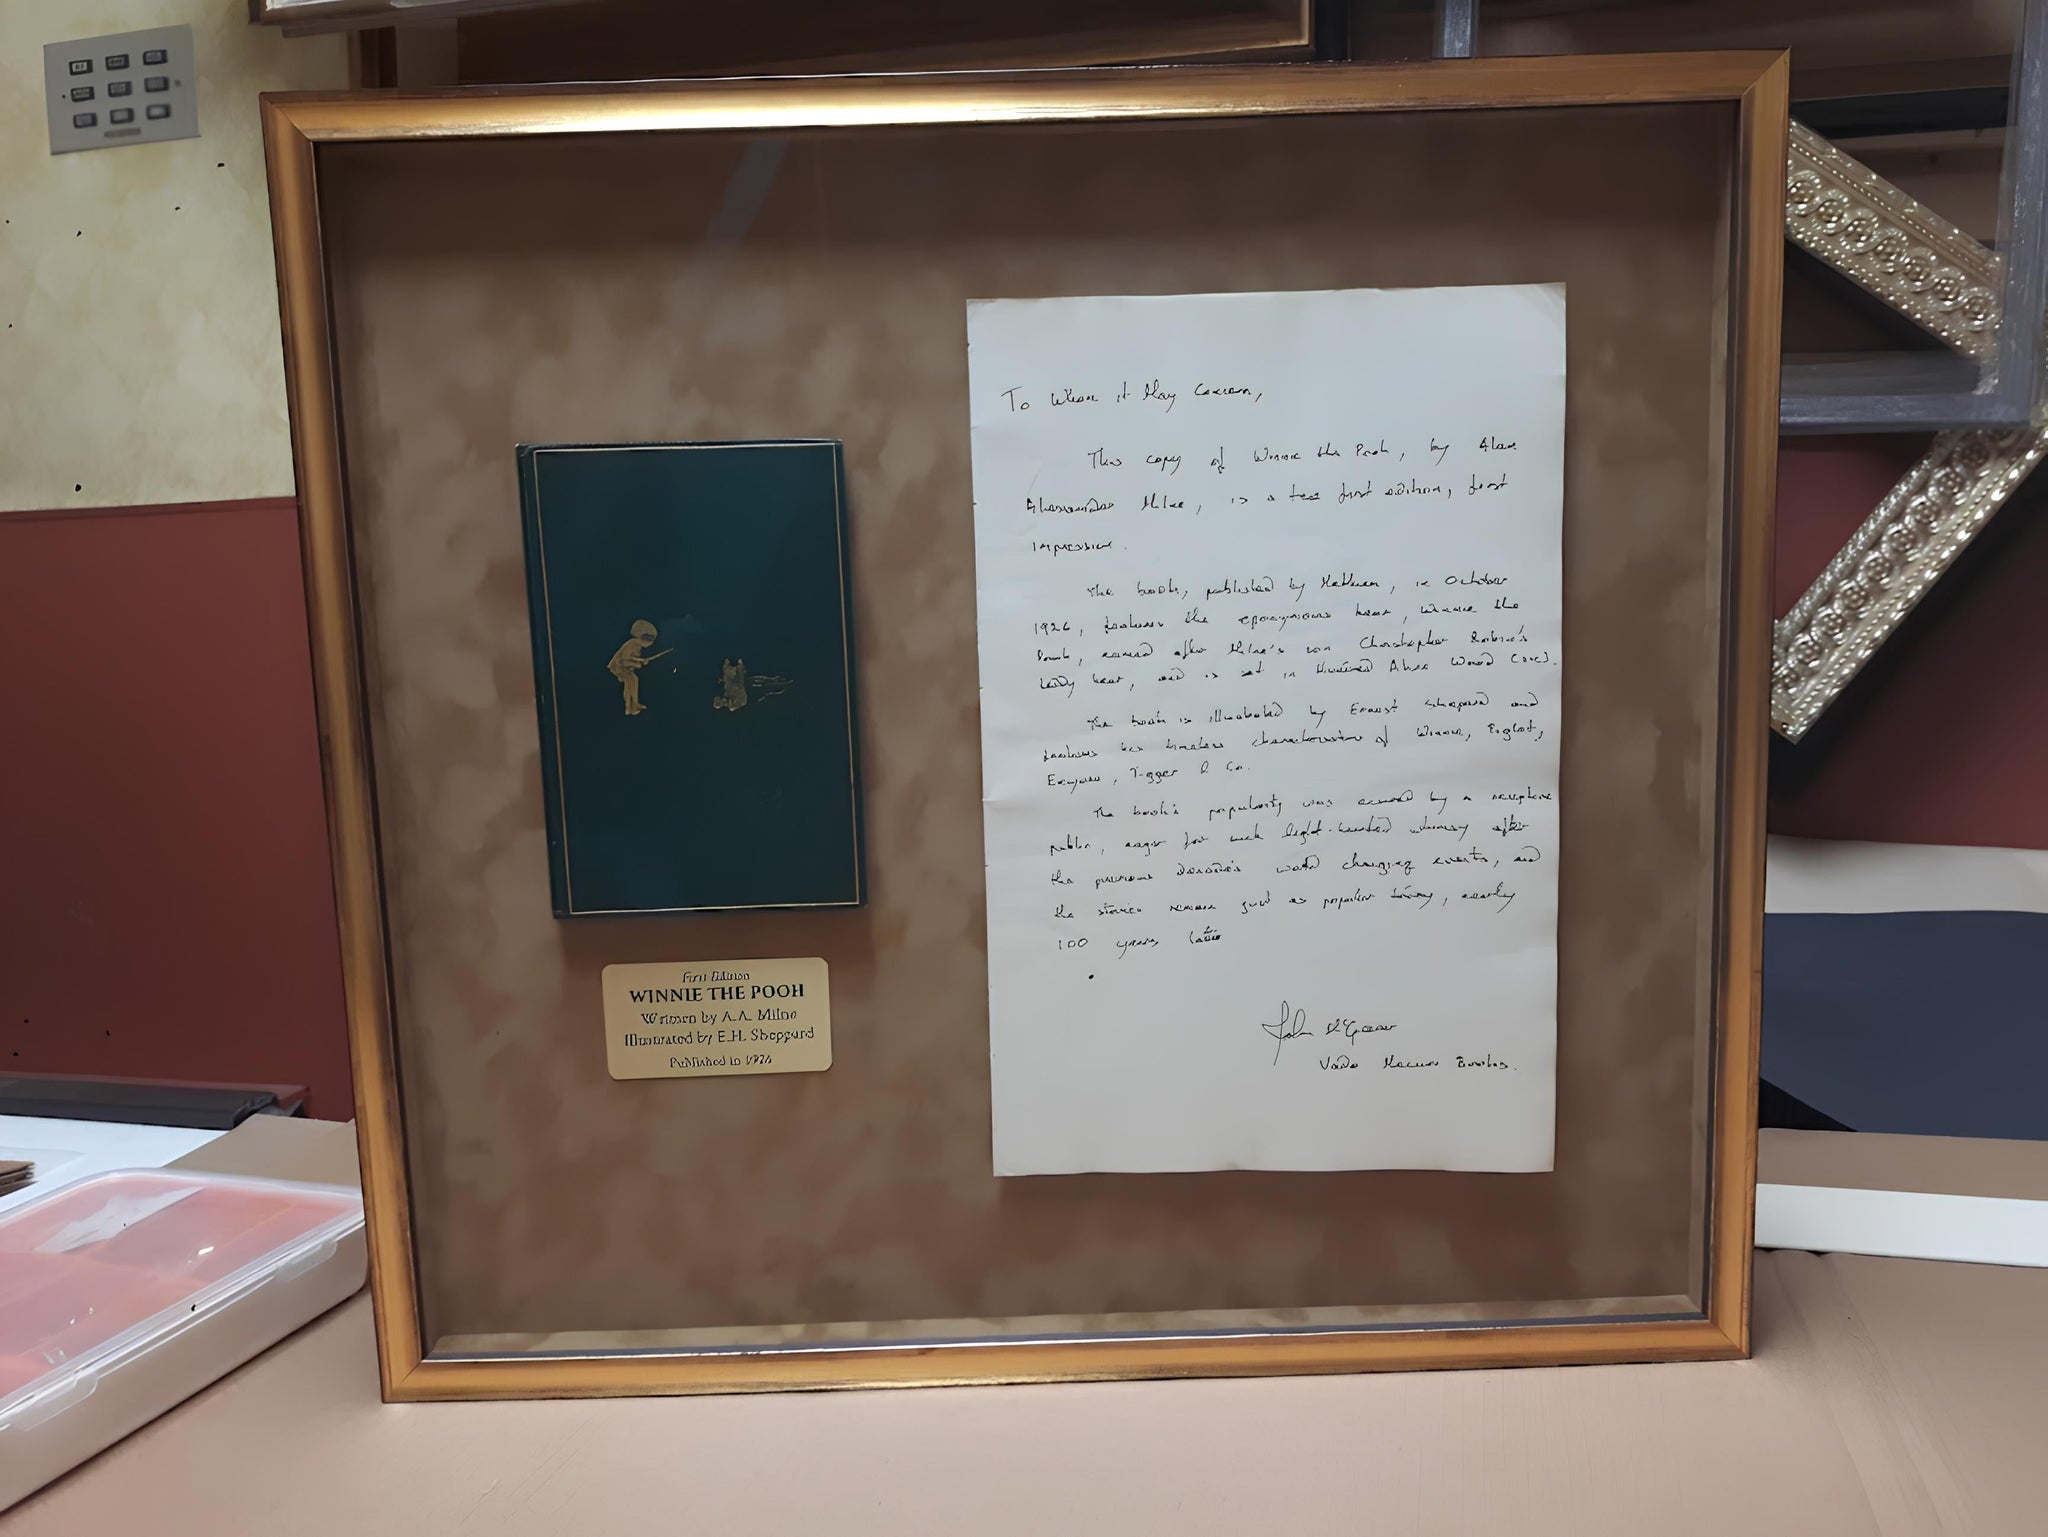 First Edition
WINNIE THE POOH
Written by A.A. Milne
Illustrated by E.H. Sheppard
Published in 1926
To Whom it May Concern,
This copy of Winnie the Pooh, by Alan
Alexander Milne, is a first edition, first
impression.
The book, published by Methuen, in October
1926, features the eponymous bear, Winnie the
Pooh, named after Milne's son Christopher Robin's
teddy bear, and is set in Hundred Acre Wood
The book is illustrated by Ernest Shepard and
features the timeless of Winnie, Piglet,
Eeyore, Tigger & Co.
The book's popularity was by a receptive
public, eager for such light-hearted whimsy after
the previous decade's world changing events, and
the stories remain just as popular today, nearly
100 years later
John
Books.